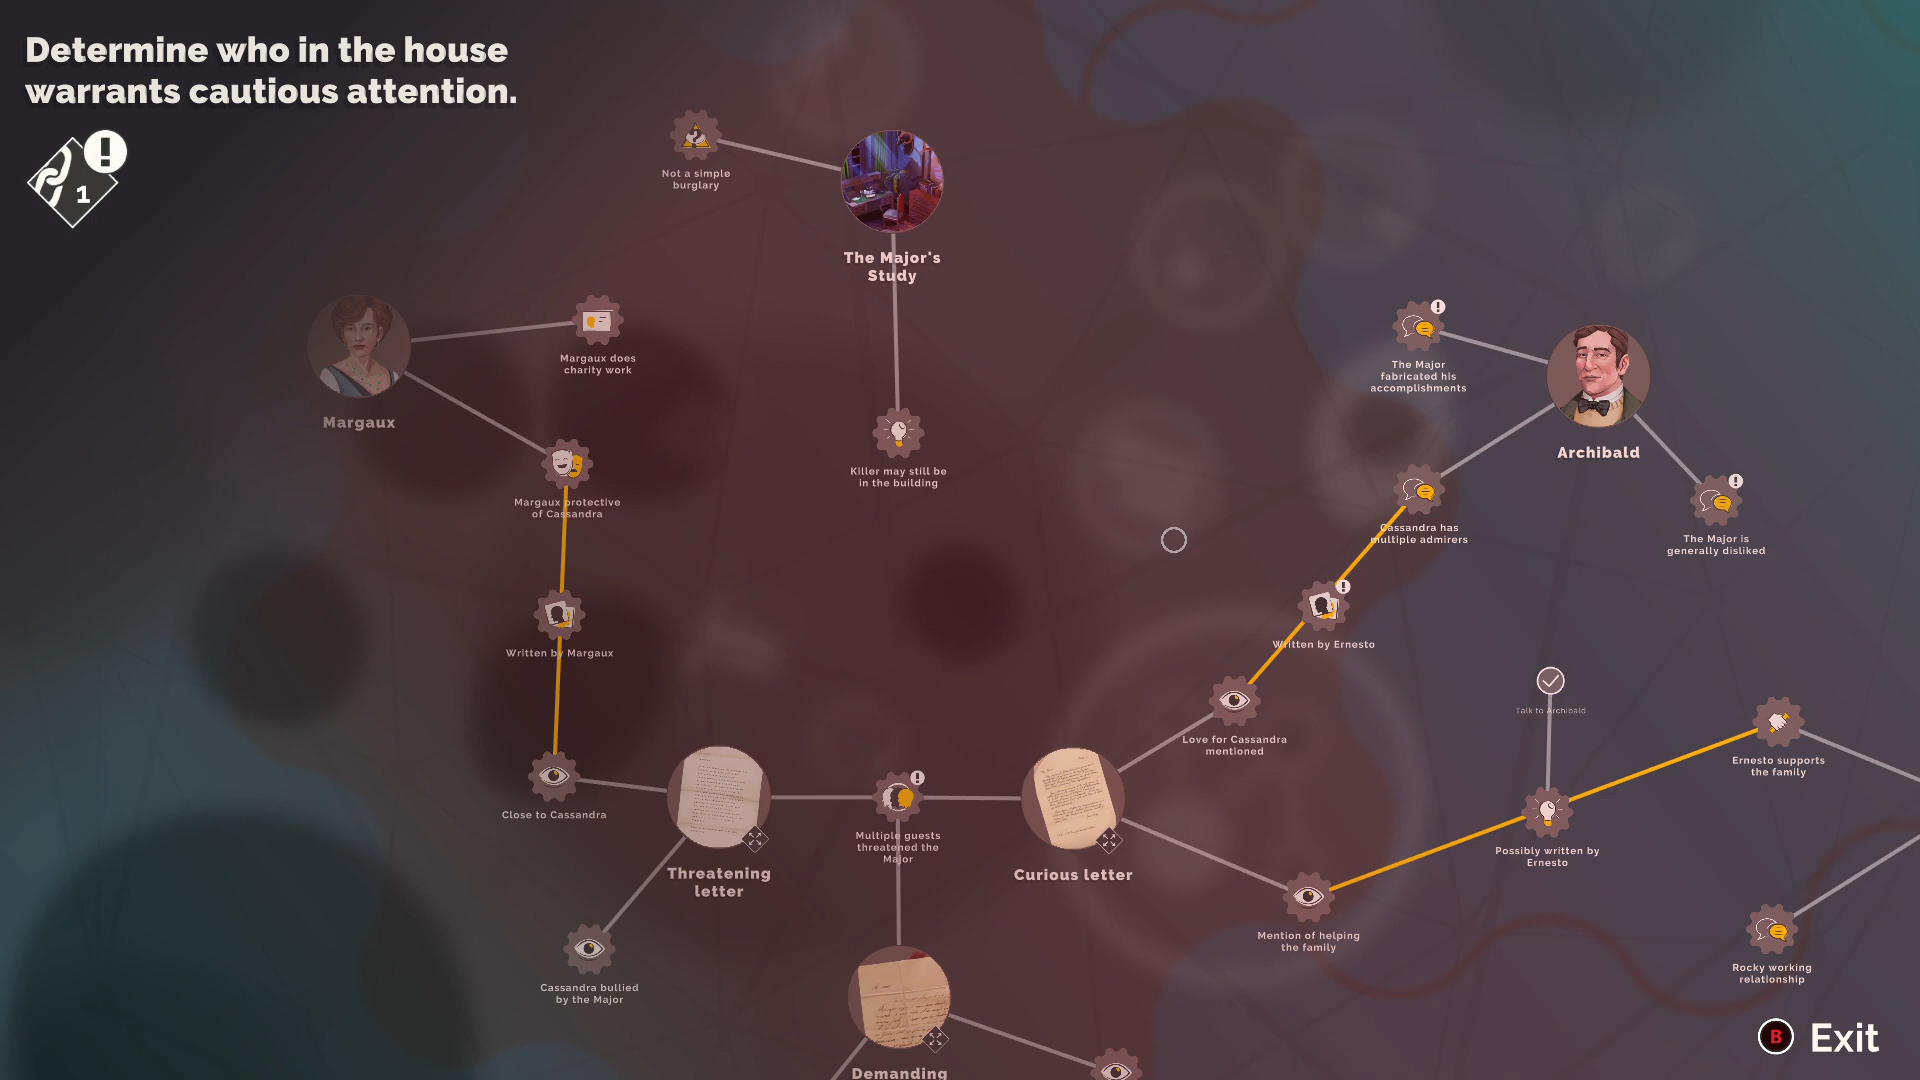 Determine who in the house
warrants cautious attention.
1
Not a simple
burglary
The Major's
Study
Margaux
Margaux does
charity work
The Major
fabricated his
accomplishments
Archibald
Margaux protective
of Cassandra
Killer may still be
in the building
Cassandra has
multiple admirers
The Major is
generally disliked
Written by Margaux
Written by Ernesto
Talk to Archibald
Love for Cassandra
mentioned
Ernesto supports
the family
Close to Cassandra
Multiple guests
threatened the
Major
Possibly written by
Ernesto
Threatening
letter
Curious letter
Mention of helping
the family
Rocky working
relationship
Cassandra bullied
by the Major
Demanding
B Exit